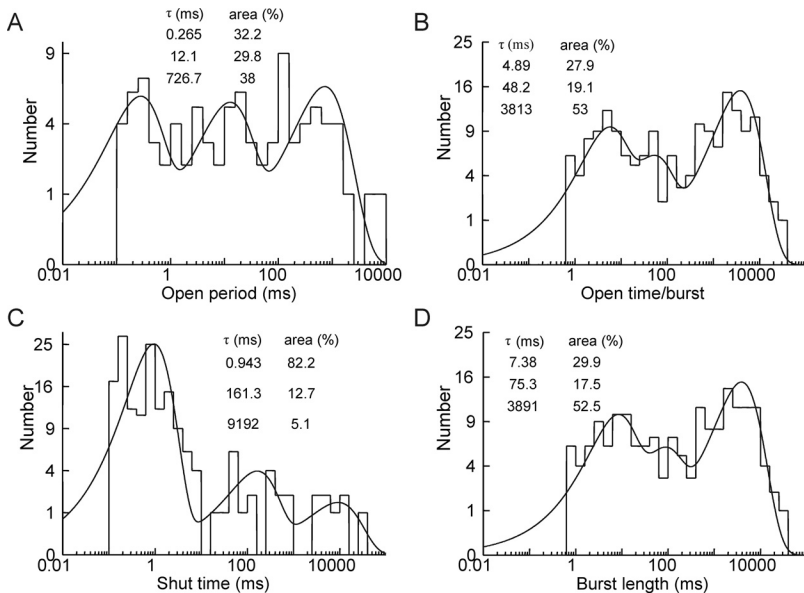 A
τ (ms) area (%)
0.265 32.2
12.1 29.8
726.7 38
Number
9
4
1
0
0.01 1 100 10000
Open period (ms)
B
τ (ms) area (%)
4.89 27.9
48.2 19.1
3813 53
Number
25
16
9
4
1
0
0.01 1 100 10000
Open time/burst
C
τ (ms) area (%)
0.943 82.2
161.3 12.7
9192 5.1
Number
25
16
9
4
1
0
0.01 1 100 10000
Shut time (ms)
D
τ (ms) area (%)
7.38 29.9
75.3 17.5
3891 52.5
Number
25
16
9
4
1
0
0.01 1 100 10000
Burst length (ms)